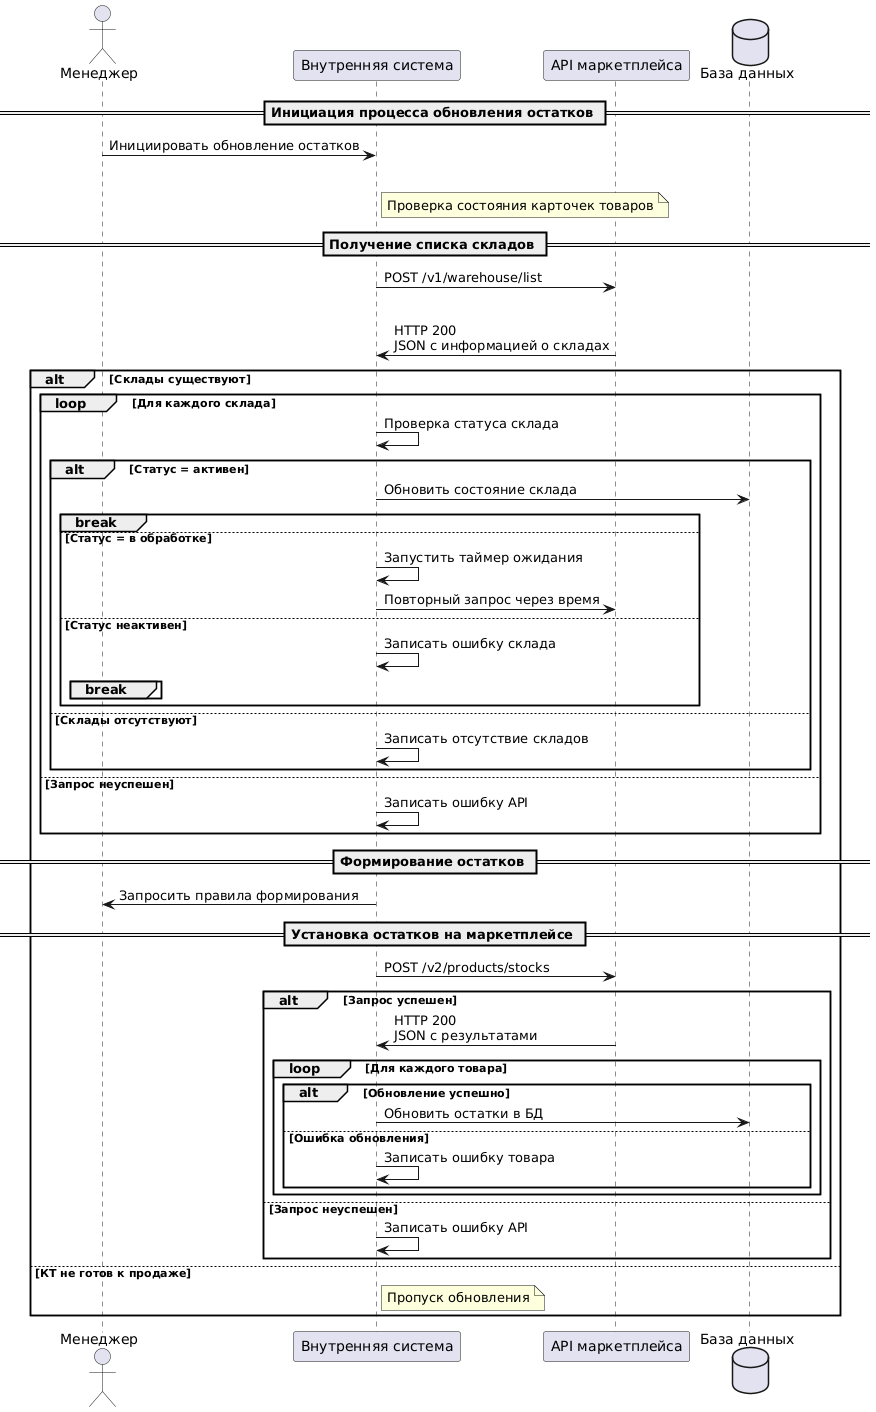 Менеджер
Внутренняя система
API маркетплейса
База данных
Инициация процесса обновления остатков
Инициировать обновление остатков
Проверка состояния карточек товаров
Получение списка складов
POST /v1/warehouse/list
HTTP 200
JSON с информацией о складах
alt [Склады существуют]
loop [Для каждого склада]
Проверка статуса склада
alt [Статус = активен]
Обновить состояние склада
break
[Статус = в обработке]
Запустить таймер ожидания
Повторный запрос через время
[Статус неактивен]
Записать ошибку склада
break
[Склады отсутствуют]
Записать отсутствие складов
[Запрос неуспешен]
Записать ошибку API
Формирование остатков
Запросить правила формирования
Установка остатков на маркетплейсе
POST /v2/products/stocks
alt [Запрос успешен]
HTTP 200
JSON с результатами
loop [Для каждого товара]
alt [Обновление успешно]
Обновить остатки в БД
[Ошибка обновления]
Записать ошибку товара
[Запрос неуспешен]
Записать ошибку API
[КТ не готов к продаже]
Пропуск обновления
Менеджер
Внутренняя система
API маркетплейса
База данных